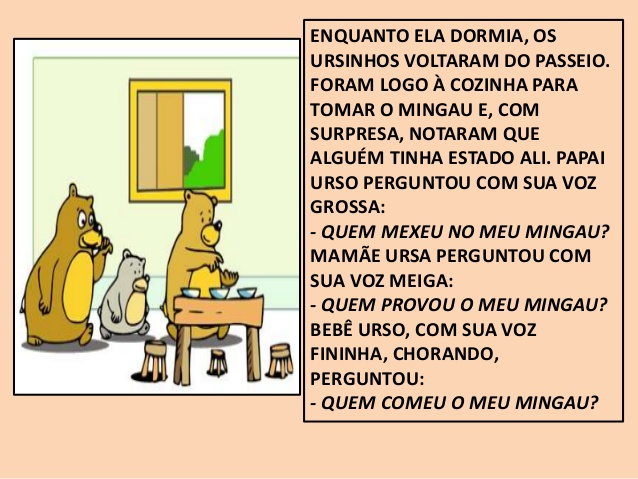 ENQUANTO ELA DORMIA, OS
URSINHOS VOLTARAM DO PASSEIO.
FORAM LOGO À COZINHA PARA
TOMAR O MINGAU E, COM
SURPRESA, NOTARAM QUE
ALGUÉM TINHA ESTADO ALI. PAPAI
URSO PERGUNTOU COM SUA VOZ
GROSSA:
- QUEM MEXEU NO MEU MINGAU?
MAMÃE URSA PERGUNTOU COM
SUA VOZ MEIGA:
- QUEM PROVOU O MEU MINGAU?
BEBÊ URSO, COM SUA VOZ
FININHA, CHORANDO,
PERGUNTOU:
- QUEM COMEU O MEU MINGAU?